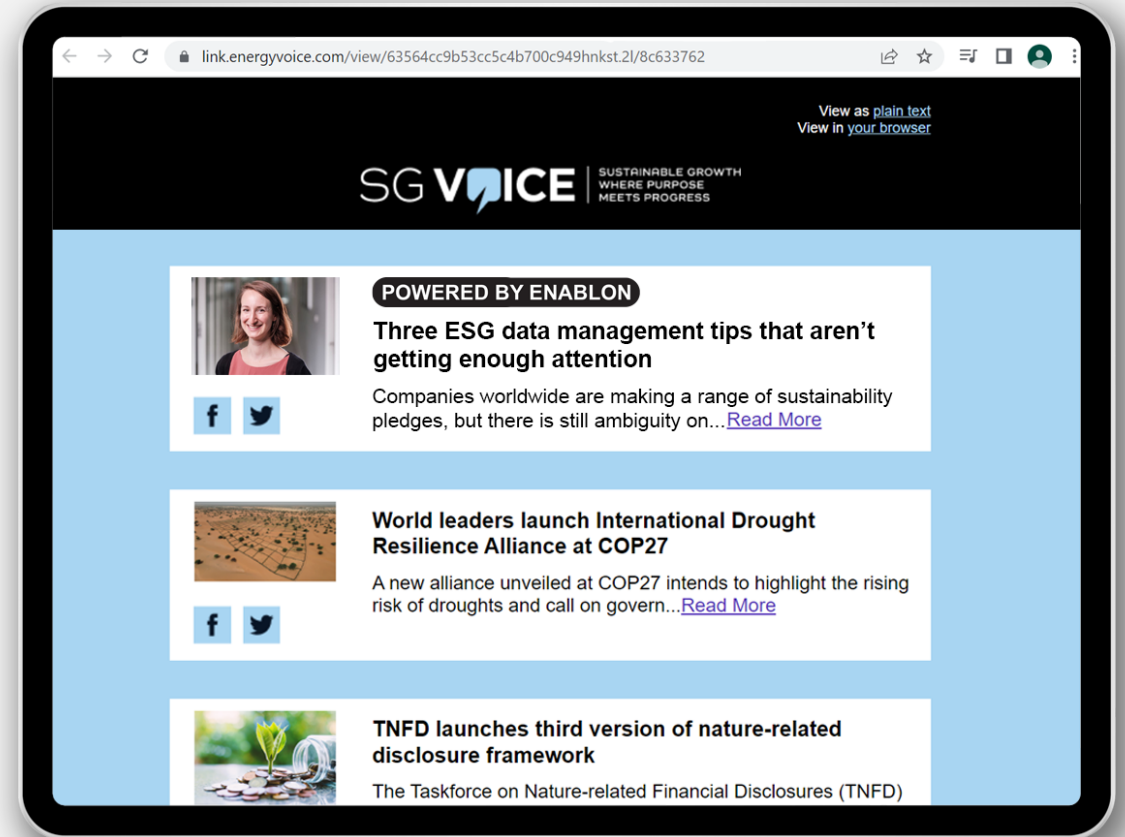 link.energyvoice.com/view/63564cc9b53cc5c4b700c949hnkst.2l/8c633762
View as plain text
View in your browser
SG VOICE
SUSTAINABLE GROWTH
WHERE PURPOSE
MEETS PROGRESS
POWERED BY ENABLON
Three ESG data management tips that aren't
getting enough attention
Companies worldwide are making a range of sustainability
pledges, but there is still ambiguity on...Read More
World leaders launch International Drought
Resilience Alliance at COP27
A new alliance unveiled at COP27 intends to highlight the rising
risk of droughts and call on govern...Read More
TNFD launches third version of nature-related
disclosure framework
The Taskforce on Nature-related Financial Disclosures (TNFD)